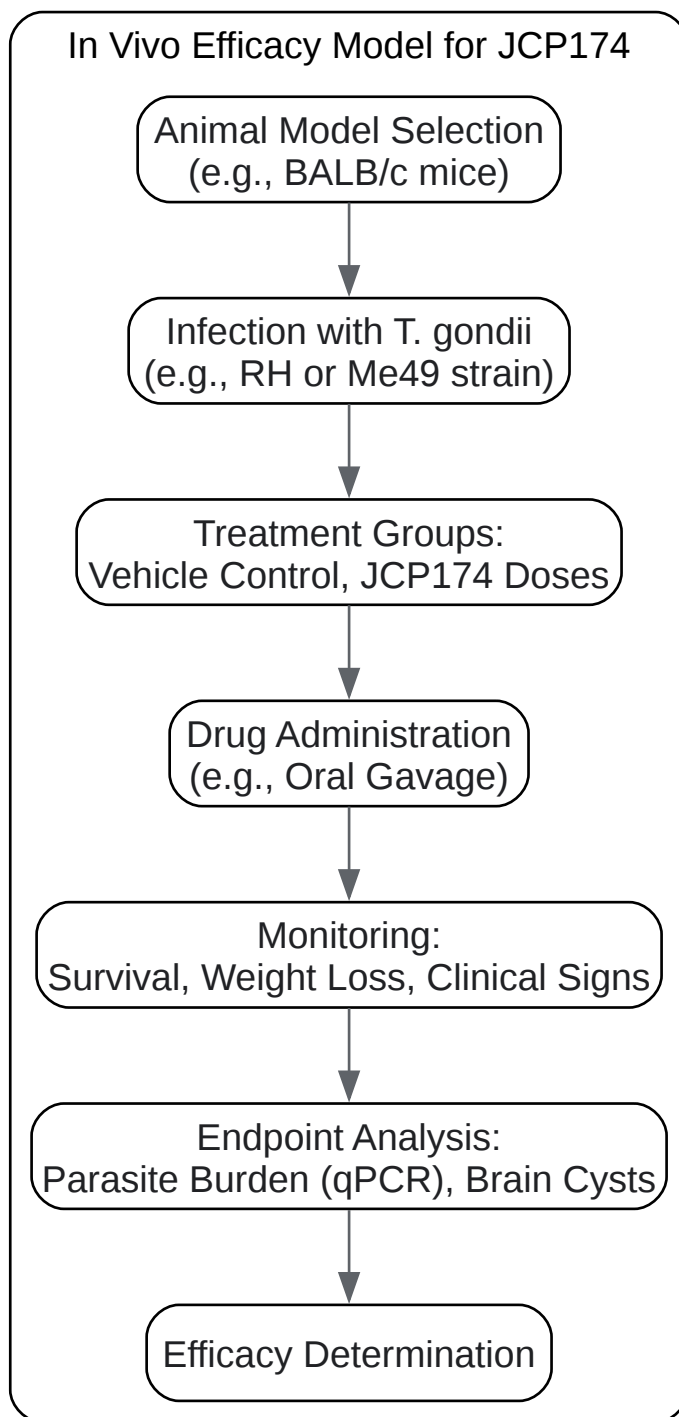 In Vivo Efficacy Model for JCP174
Animal Model Selection
(e.g., BALB/c mice)
Infection with T. gondii
(e.g., RH or Me49 strain)
Treatment Groups:
Vehicle Control, JCP174 Doses
Drug Administration
(e.g., Oral Gavage)
Monitoring:
Survival, Weight Loss, Clinical Signs
Endpoint Analysis:
Parasite Burden (qPCR), Brain Cysts
Efficacy Determination